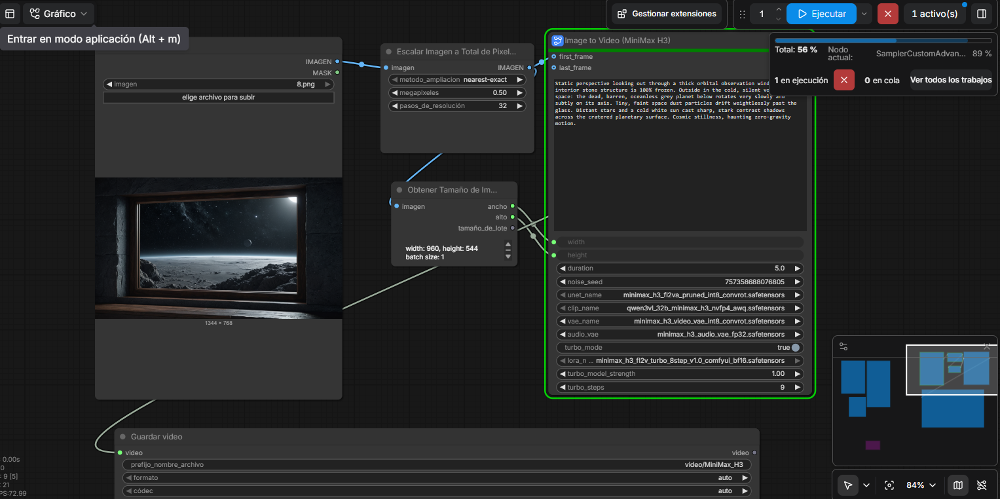 Gráfico
Gestionar extensiones
1
Ejecutar
1 activo(s)
Entrar en modo aplicación (Alt + m)
Total: 56 %
Nodo actual:
SamplerCustomAdvan...
89 %
1 en ejecución
0 en cola
Ver todos los trabajos
IMAGEN
MASK
imagen
8.png
elige archivo para subir
1344 × 768
Escalar Imagen a Total de Pixel...
imagen
IMAGEN
metodo_ampliacion
nearest-exact
megapixeles
0.50
pasos_de_resolución
32
Obtener Tamaño de Im...
imagen
ancho
alto
tamaño_de_lote
width: 960, height: 544
batch size: 1
Image to Video (MiniMax H3)
first_frame
last_frame
Static perspective looking out through a thick orbital observation
interior stone structure is 100% frozen. Outside in the cold, silent
space: the dead, barren, oceanless grey planet below rotates very slowly and
subtly on its axis. Tiny, faint space dust particles drift weightlessly past the
glass. Distant stars and a cold white sun cast sharp, stark contrast shadows
across the cratered planetary surface. Cosmic stillness, haunting zero-gravity
motion.
width
height
duration
5.0
noise_seed
757358688076805
unet_name
minimax_h3_fl2va_pruned_int8_convrot.safetensors
clip_name
qwen3vl_32b_minimax_h3_nvfp4_awq.safetensors
vae_name
minimax_h3_video_vae_int8_convrot.safetensors
audio_vae
minimax_h3_audio_vae_fp32.safetensors
turbo_mode
true
lora_n ...
minimax_h3_fl2v_turbo_8step_v1.0_comfyui_bf16.safetensors
turbo_model_strength
1.00
turbo_steps
9
Guardar video
video
video
prefijo_nombre_archivo
video/MiniMax_H3
formato
auto
códec
auto
: 0.00s
0
: 9 [5]
: 21
PS:72.99
84%